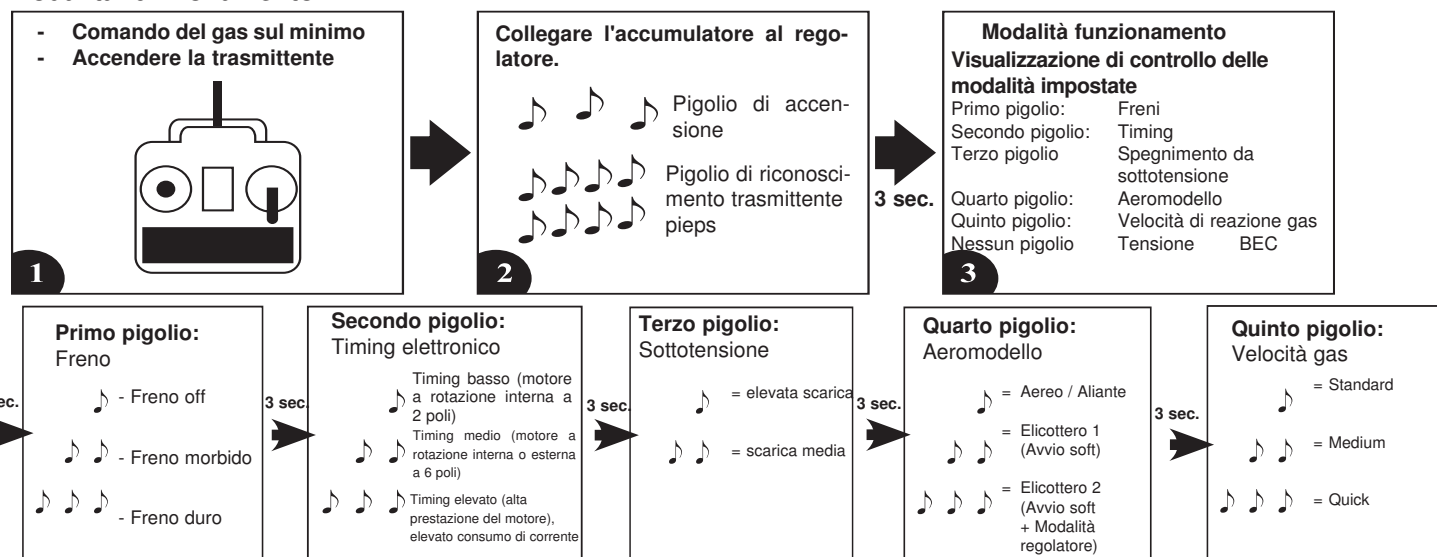 - Comando del gas sul minimo
- Accendere la trasmittente
1
Collegare l'accumulatore al rego-
latore.
Pigolio di accen-
sione
Pigolio di riconosci-
mento trasmittente
pieps
2
3 sec.
Modalità funzionamento
Visualizzazione di controllo delle
modalità impostate
Primo pigolio: Freni
Secondo pigolio: Timing
Terzo pigolio Spegnimento da
sottotensione
Quarto pigolio: Aeromodello
Quinto pigolio: Velocità di reazione gas
Nessun pigolio Tensione BEC
3
Primo pigolio:
Freno
- Freno off
- Freno morbido
- Freno duro
3 sec.
Secondo pigolio:
Timing elettronico
Timing basso (motore
a rotazione interna a
2 poli)
Timing medio (motore a
rotazione interna o esterna
a 6 poli)
Timing elevato (alta
prestazione del motore),
elevato consumo di corrente
3 sec.
Terzo pigolio:
Sottotensione
= elevata scarica
= scarica media
3 sec.
Quarto pigolio:
Aeromodello
= Aereo / Aliante
= Elicottero 1
(Avvio soft)
= Elicottero 2
(Avvio soft
+ Modalità
regolatore)
3 sec.
Quinto pigolio:
Velocità gas
= Standard
= Medium
= Quick